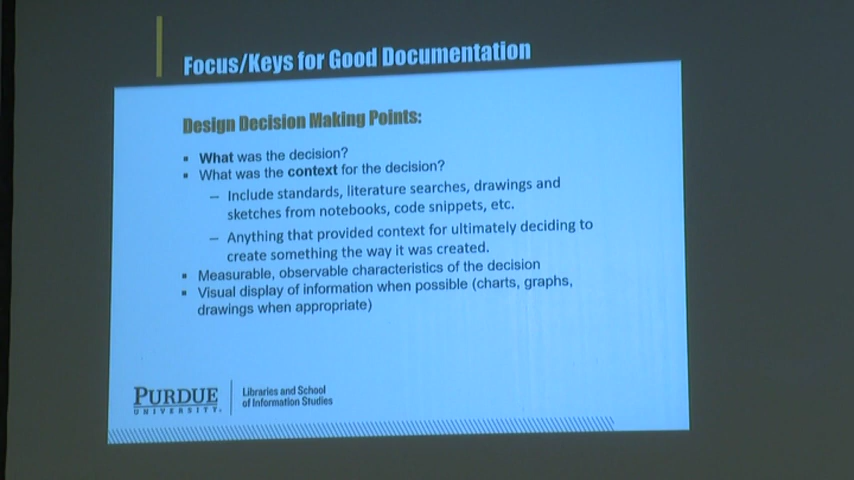 Focus/Keys for Good Documentation
Design Decision Making Points:
▪ What was the decision?
▪ What was the context for the decision?
– Include standards, literature searches, drawings and
sketches from notebooks, code snippets, etc.
– Anything that provided context for ultimately deciding to
create something the way it was created.
▪ Measurable, observable characteristics of the decision
▪ Visual display of information when possible (charts, graphs,
drawings when appropriate)
PURDUE
UNIVERSITY.
Libraries and School
of Information Studies